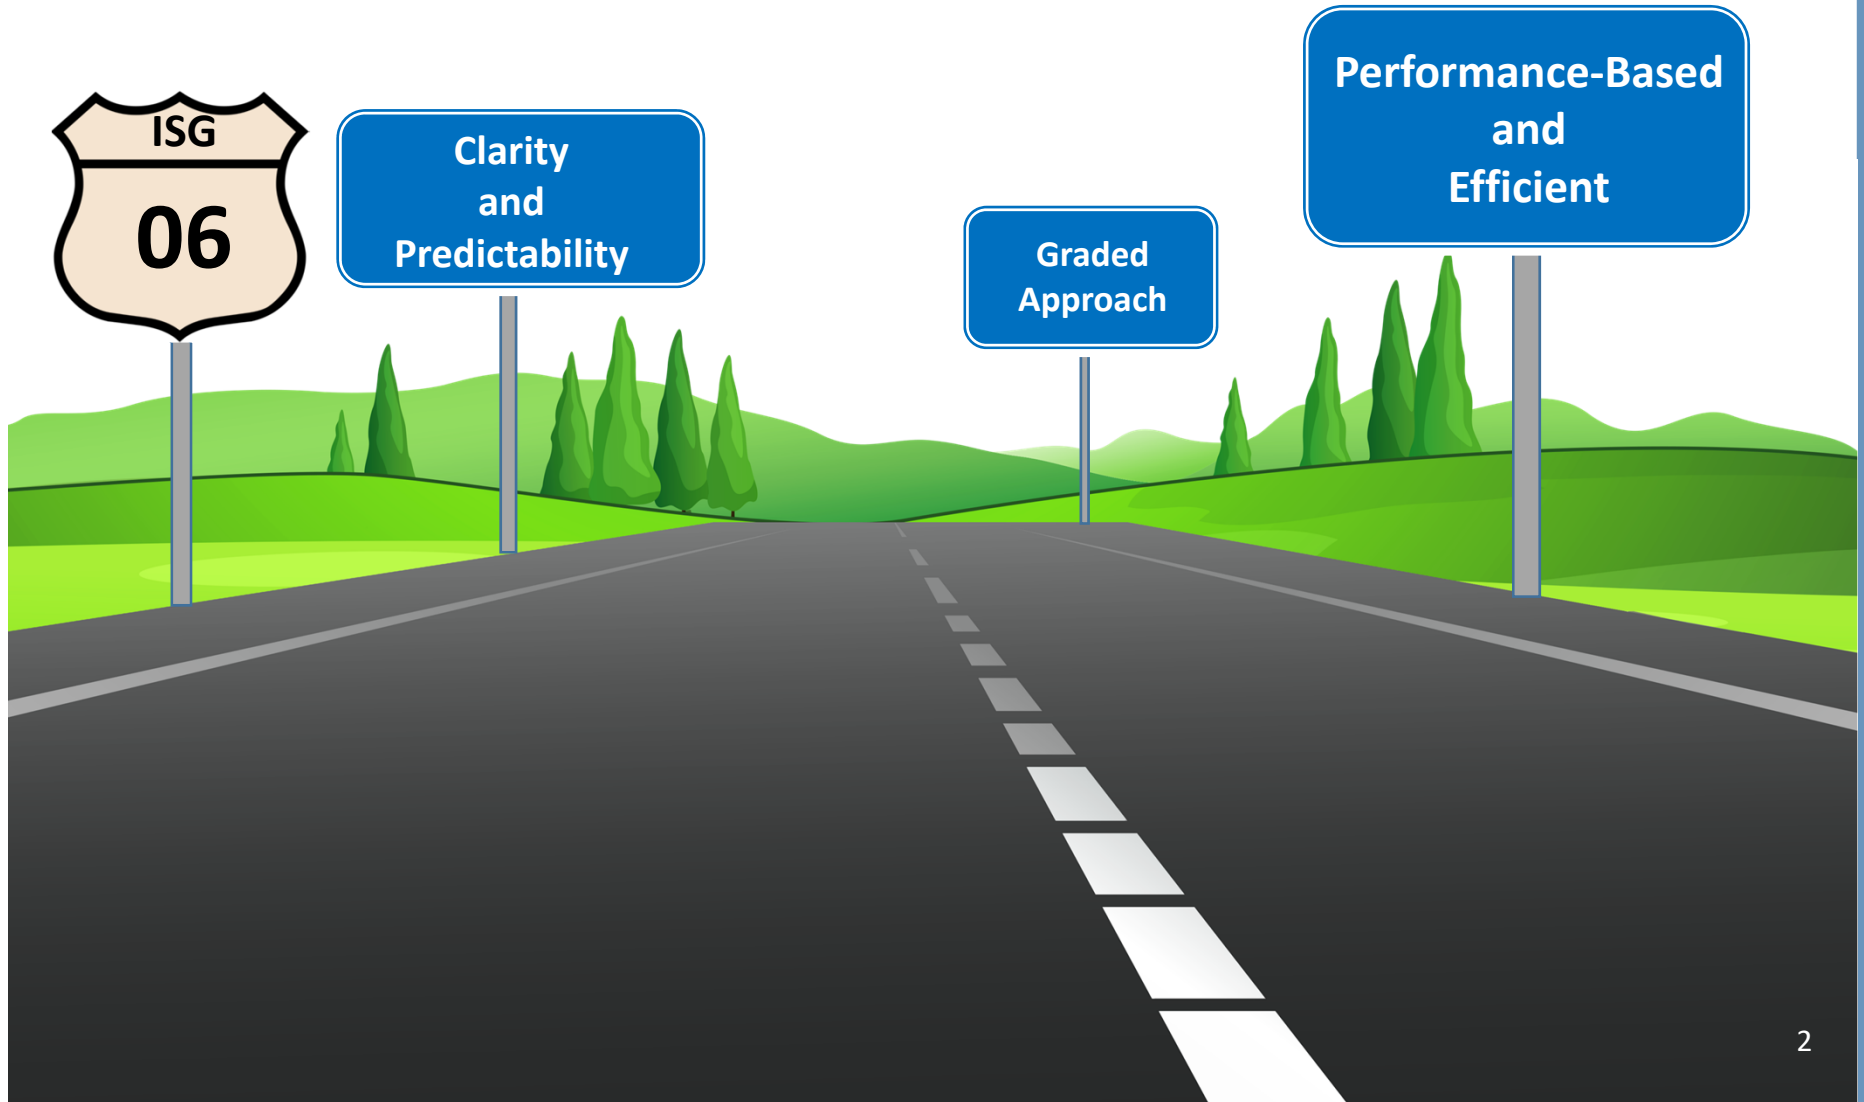 ISG
06
Clarity
and
Predictability
Graded
Approach
Performance-Based
and
Efficient
2